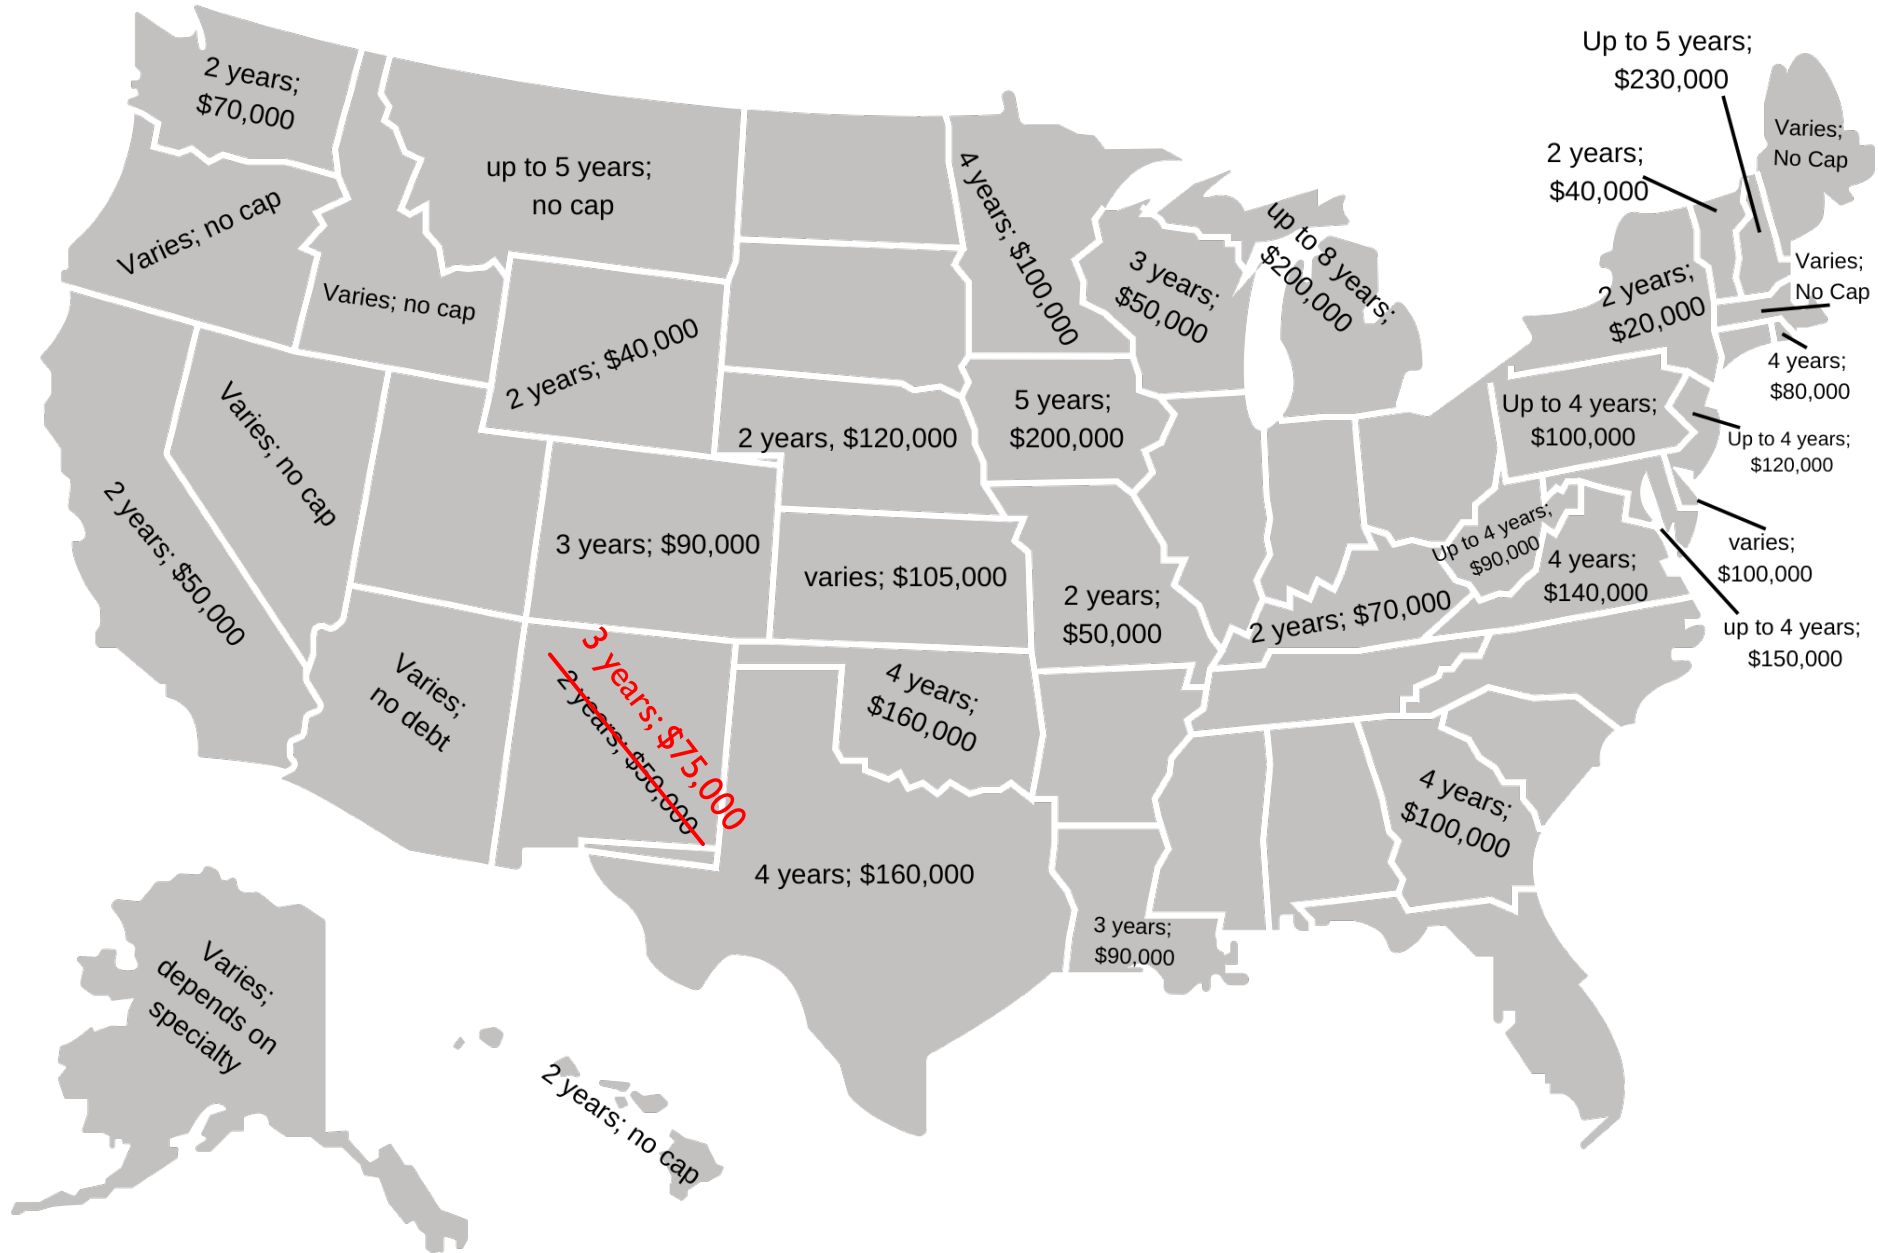 2 years;
$70,000
up to 5 years;
no cap
Varies; no cap
Varies; no cap
2 years; $40,000
Varies; no cap
2 years; $50,000
3 years; $90,000
2 years, $120,000
varies; $105,000
4 years; $100,000
3 years;
$50,000
up to 8 years;
$200,000
5 years;
$200,000
2 years;
$50,000
Varies;
no debt
3 years; $75,000
2 years; $50,000
4 years;
$160,000
4 years; $160,000
3 years;
$90,000
4 years;
$100,000
2 years; $70,000
Up to 4 years;
$90,000
4 years;
$140,000
Up to 4 years;
$100,000
2 years;
$20,000
Up to 5 years;
$230,000
2 years;
$40,000
Varies;
No Cap
Varies;
No Cap
4 years;
$80,000
Up to 4 years;
$120,000
varies;
$100,000
up to 4 years;
$150,000
Varies;
depends on
specialty
2 years; no cap